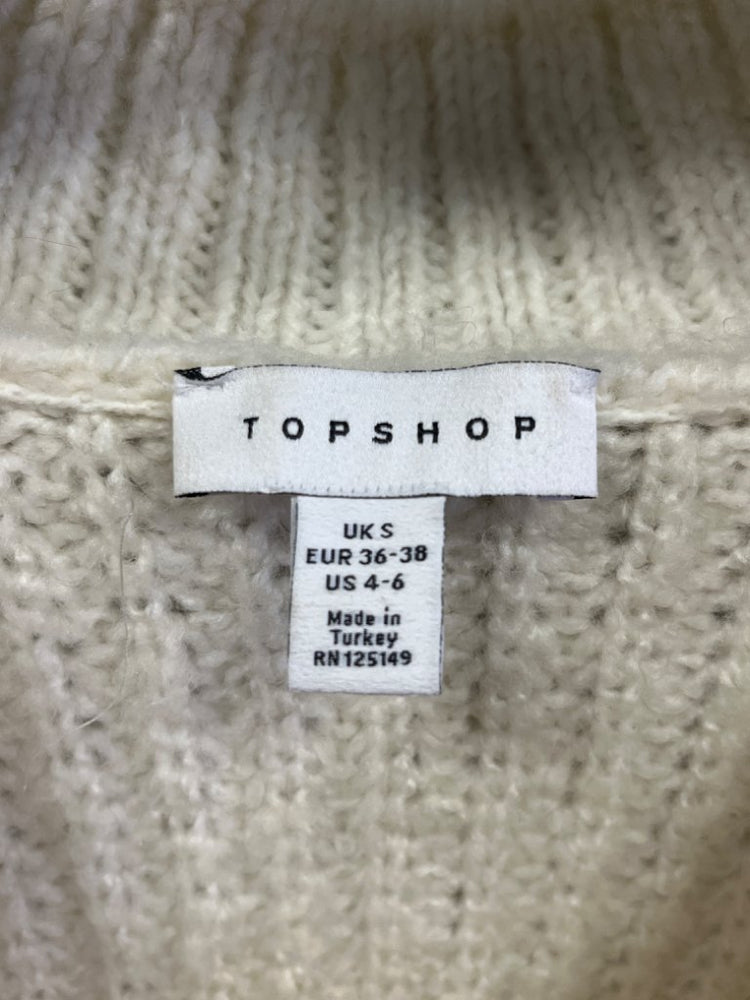 TOPSHOP
UK S
EUR 36-38
US 4-6
Made in
Turkey
RN125149